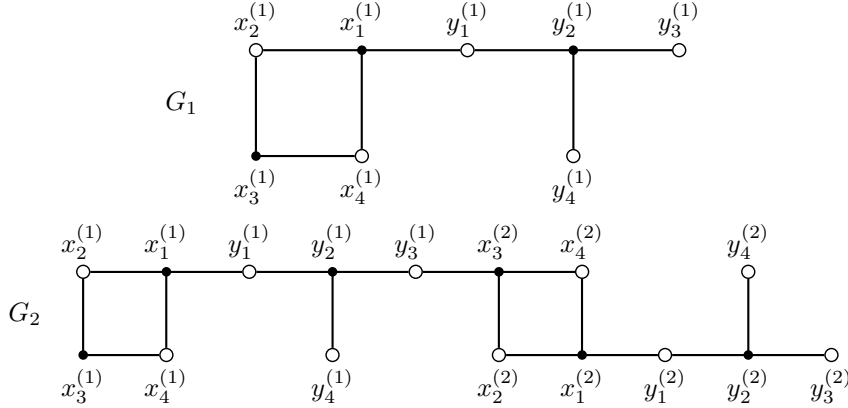 x_2^{(1)} x_1^{(1)} y_1^{(1)} y_2^{(1)} y_3^{(1)}
G_1
x_3^{(1)} x_4^{(1)} y_4^{(1)}
x_2^{(1)} x_1^{(1)} y_1^{(1)} y_2^{(1)} y_3^{(1)} x_3^{(2)} x_4^{(2)} y_4^{(2)}
G_2
x_3^{(1)} x_4^{(1)} y_4^{(1)} x_2^{(2)} x_1^{(2)} y_1^{(2)} y_2^{(2)} y_3^{(2)}